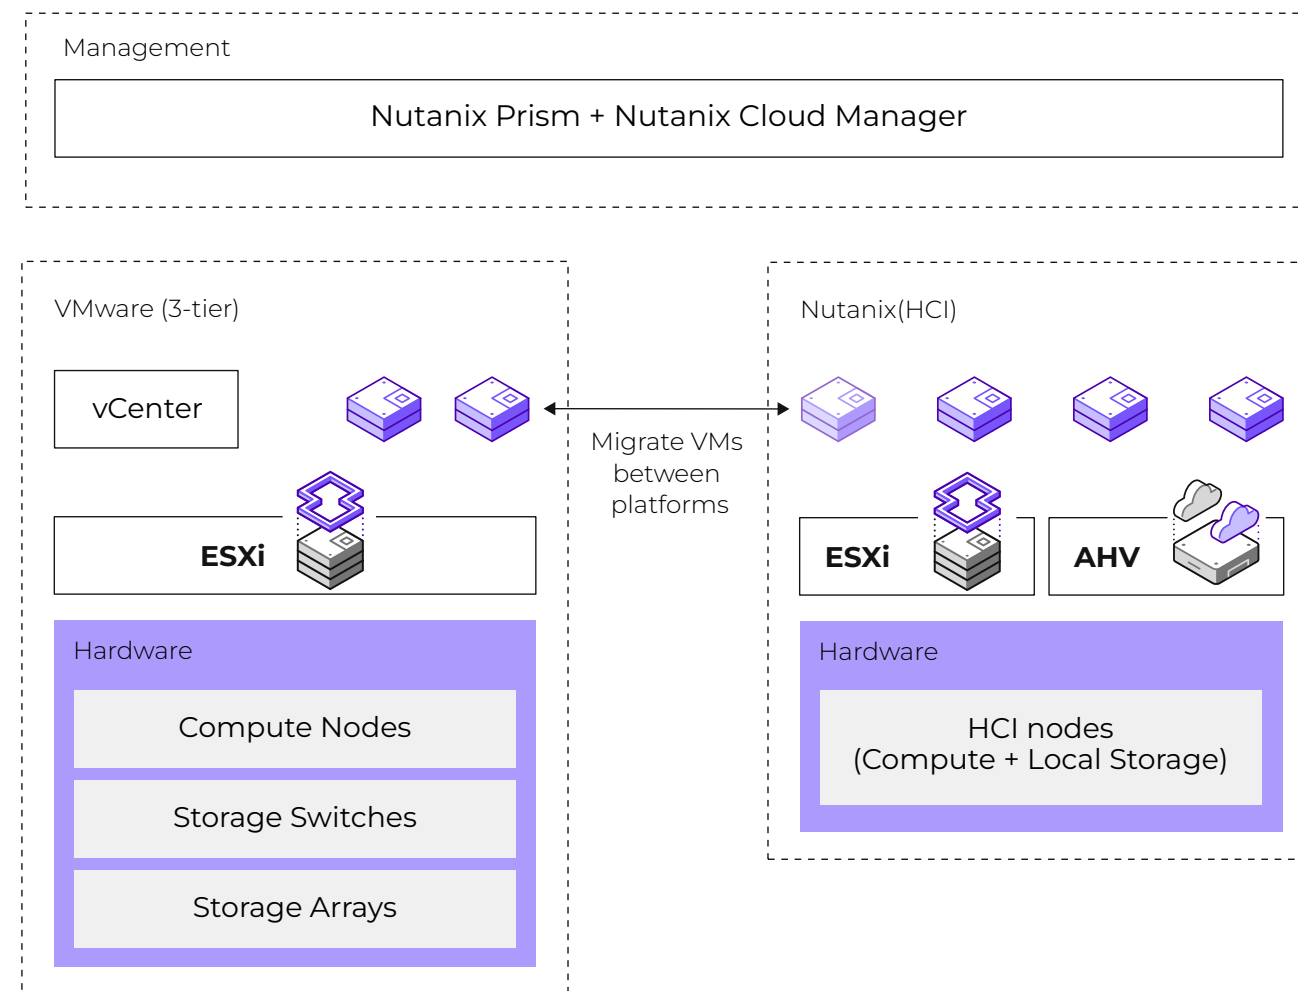 Management
Nutanix Prism + Nutanix Cloud Manager
VMware (3-tier)
vCenter
ESXi
Hardware
Compute Nodes
Storage Switches
Storage Arrays
Migrate VMs
between
platforms
Nutanix(HCI)
ESXi
AHV
Hardware
HCI nodes
(Compute + Local Storage)